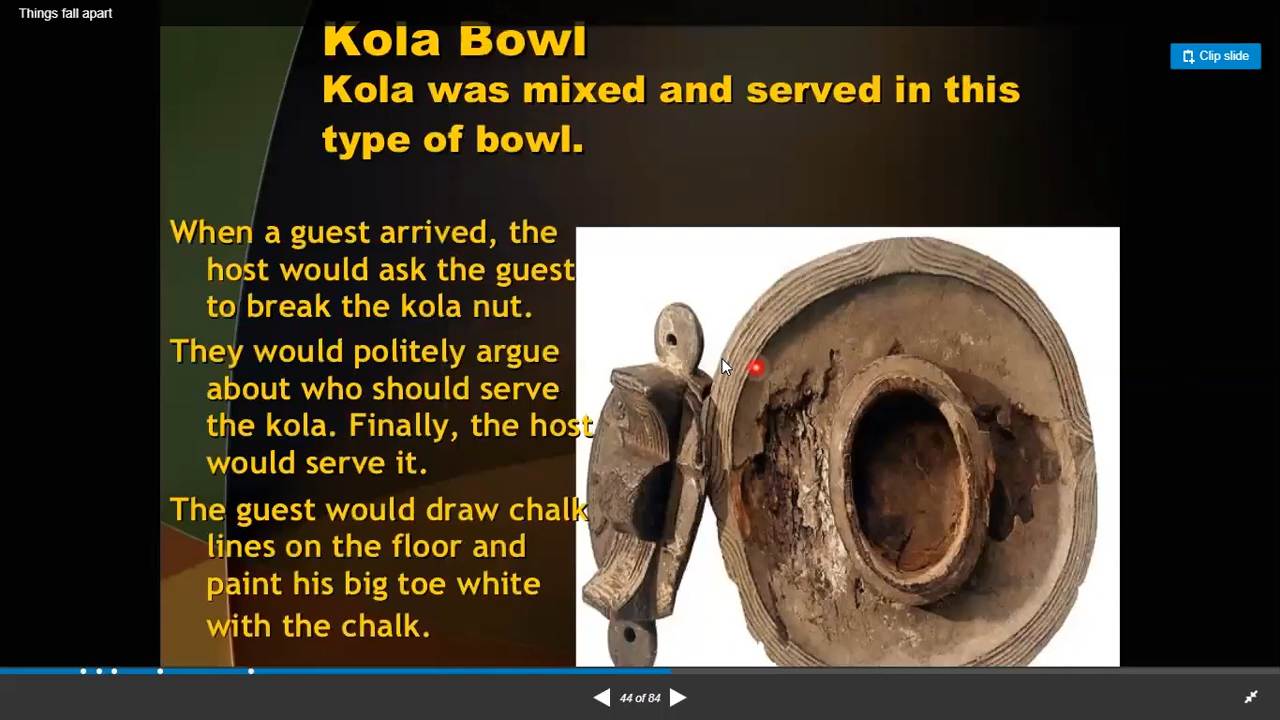 Things fall apart
Clip slide
Kola Bowl
Kola was mixed and served in this
type of bowl.
When a guest arrived, the
host would ask the guest
to break the kola nut.
They would politely argue
about who should serve
the kola. Finally, the host
would serve it.
The guest would draw chalk
lines on the floor and
paint his big toe white
with the chalk.
44 of 84